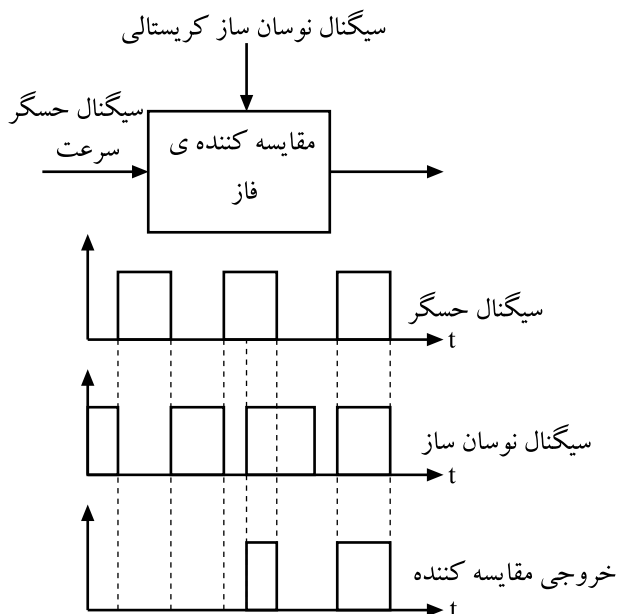 سیگنال نوسان ساز کریستالی
سیگنال حسگر
سرعت
مقایسه کننده ی
فاز
سیگنال حسگر
t
سیگنال نوسان ساز
t
خروجی مقایسه کننده
t